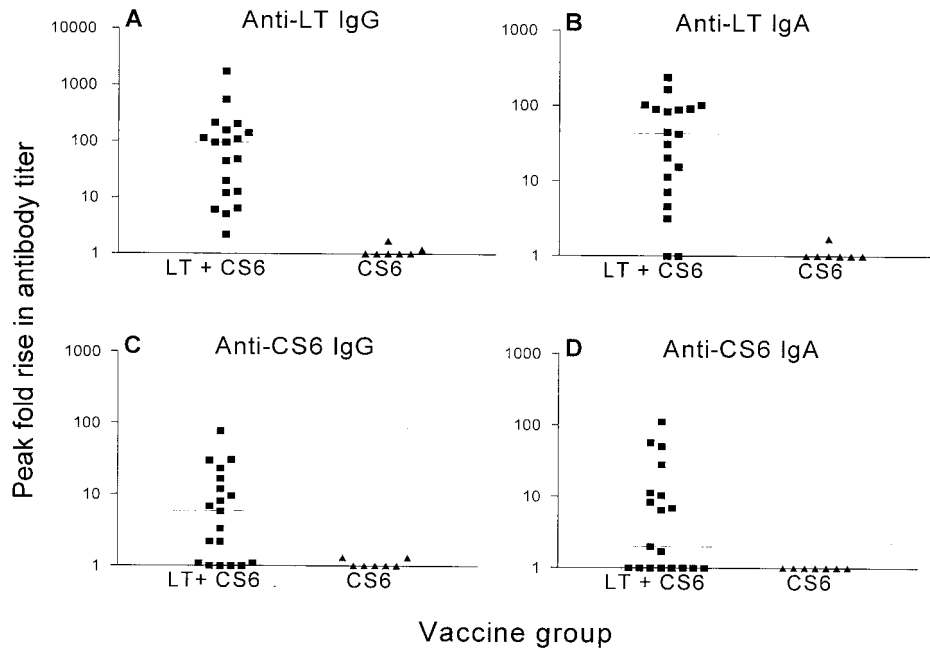 A
Anti-LT IgG
10000
1000
100
10
1
LT + CS6
CS6
B
Anti-LT IgA
1000
100
10
1
LT + CS6
CS6
C
Anti-CS6 IgG
1000
100
10
1
LT+ CS6
CS6
D
Anti-CS6 IgA
1000
100
10
1
LT + CS6
CS6
Peak fold rise in antibody titer
Vaccine group